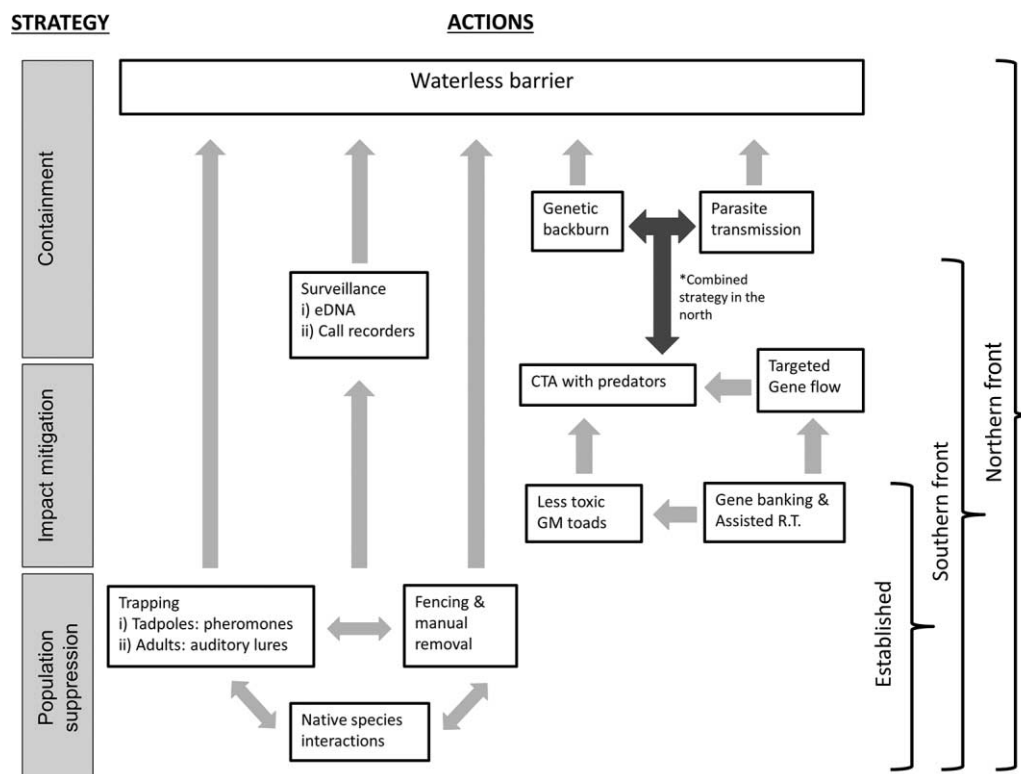 STRATEGY
ACTIONS
Containment
Impact mitigation
Population
suppression
Waterless barrier
Genetic
backburn
Parasite
transmission
*Combined
strategy in the
north
Surveillance
i) eDNA
ii) Call recorders
CTA with predators
Targeted
Gene flow
Less toxic
GM toads
Gene banking &
Assisted R.T.
Trapping
i) Tadpoles: pheromones
ii) Adults: auditory lures
Fencing &
manual
removal
Native species
interactions
Established
Southern front
Northern front